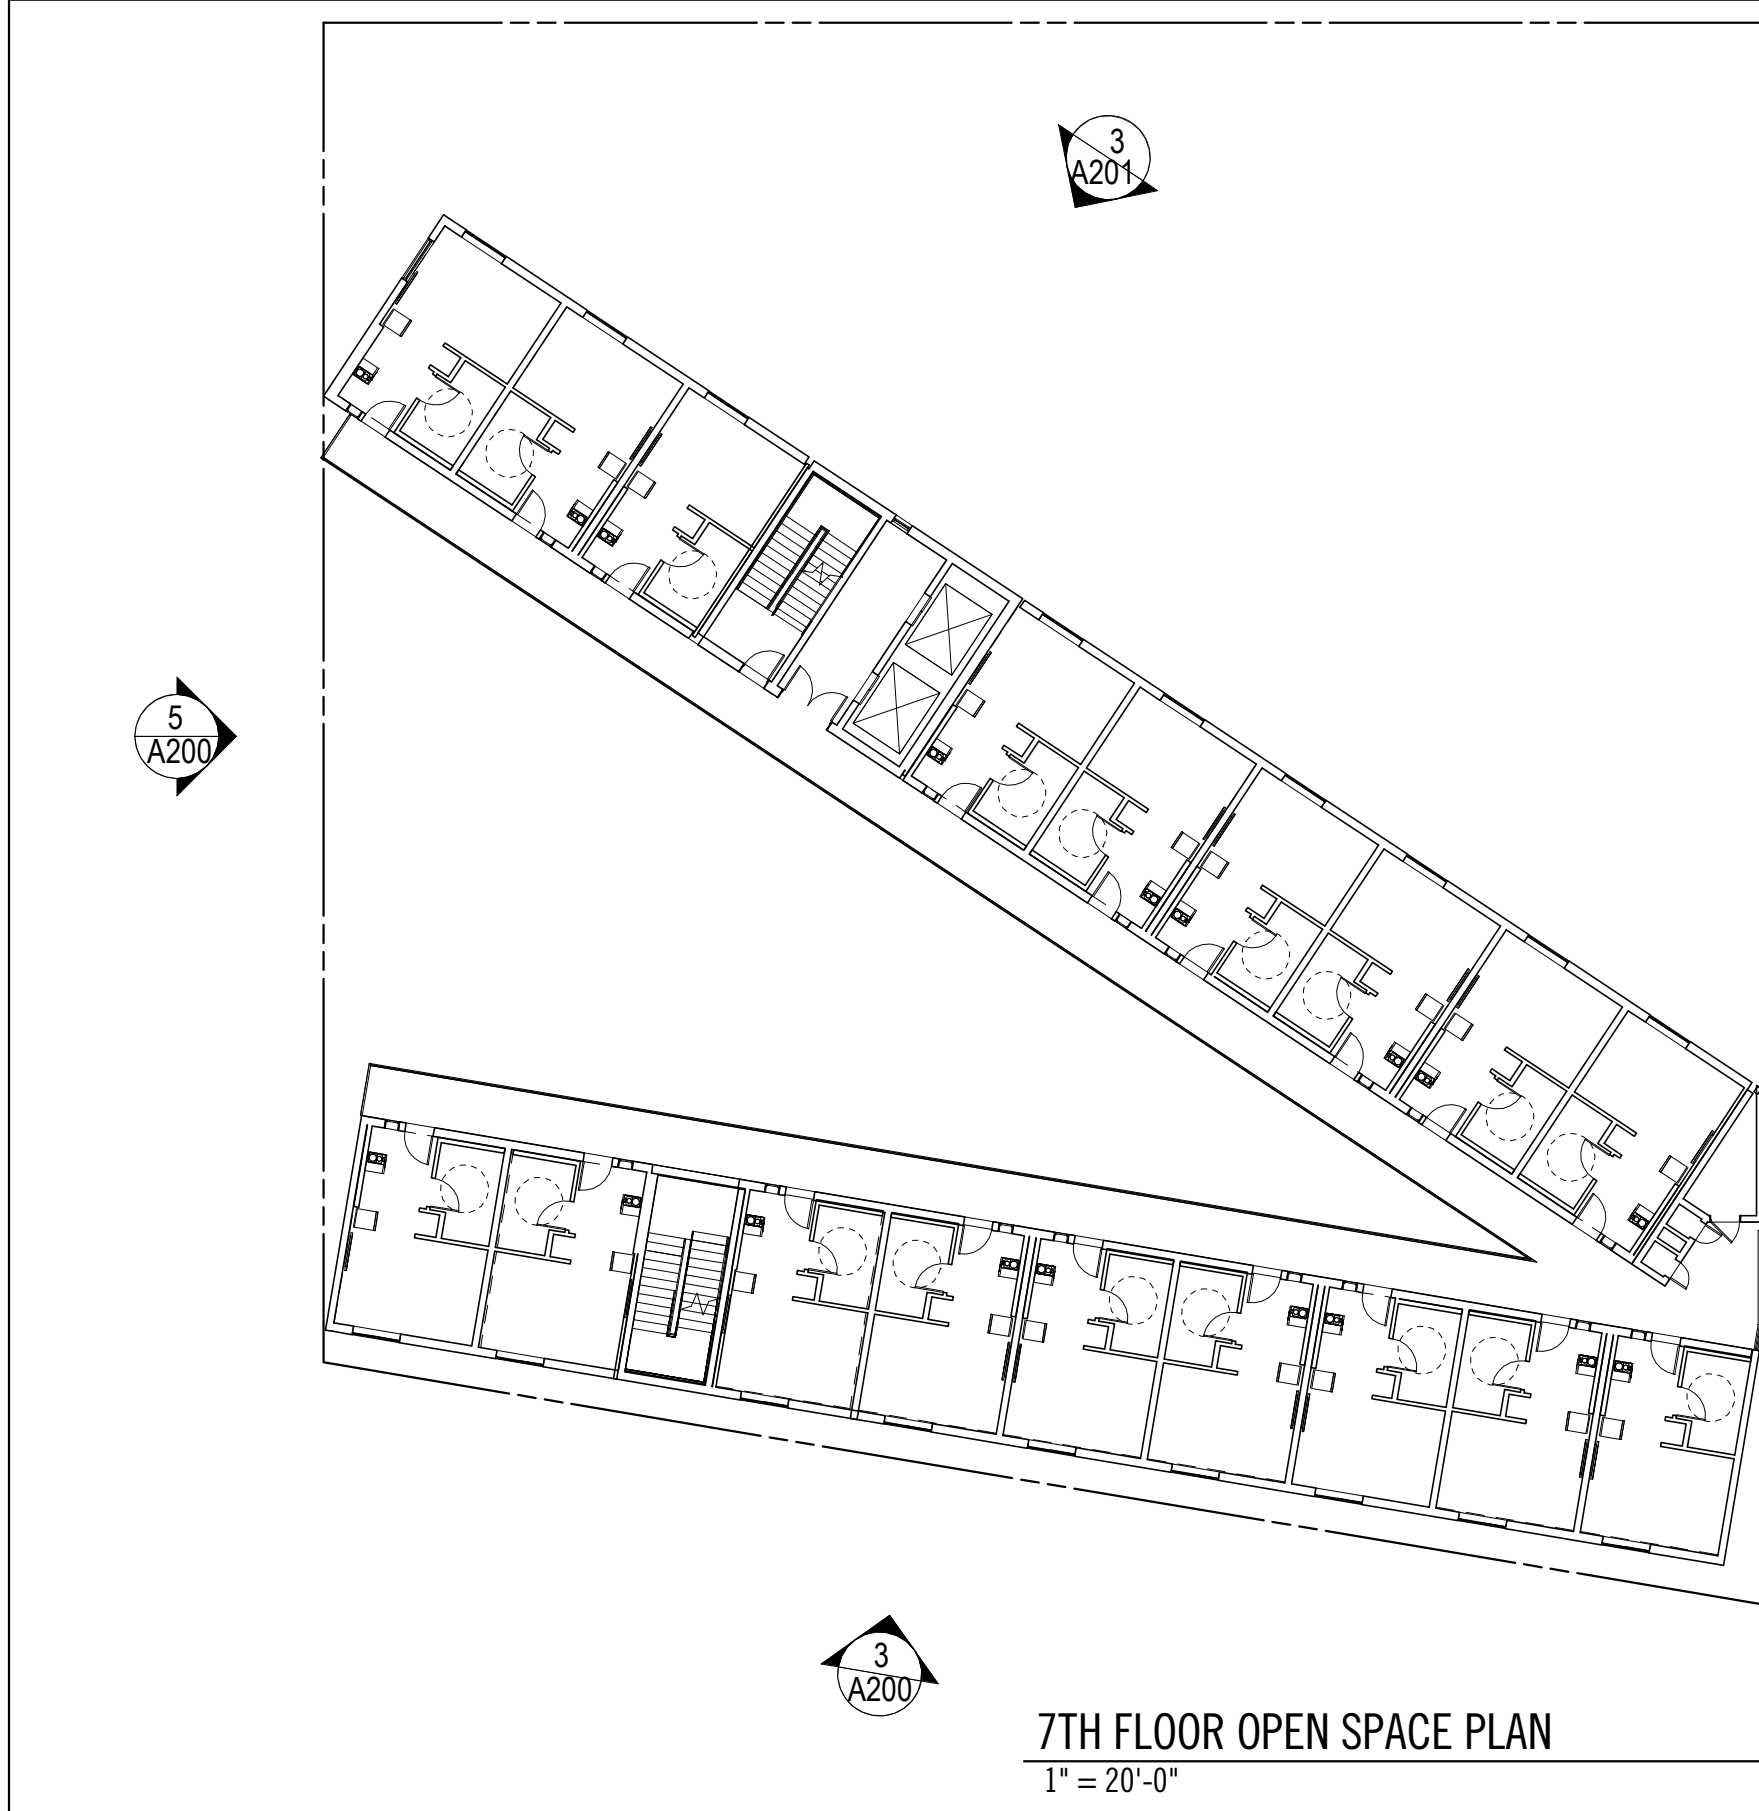 3
A201
5
A200
3
A200
7TH FLOOR OPEN SPACE PLAN
1" = 20'-0"